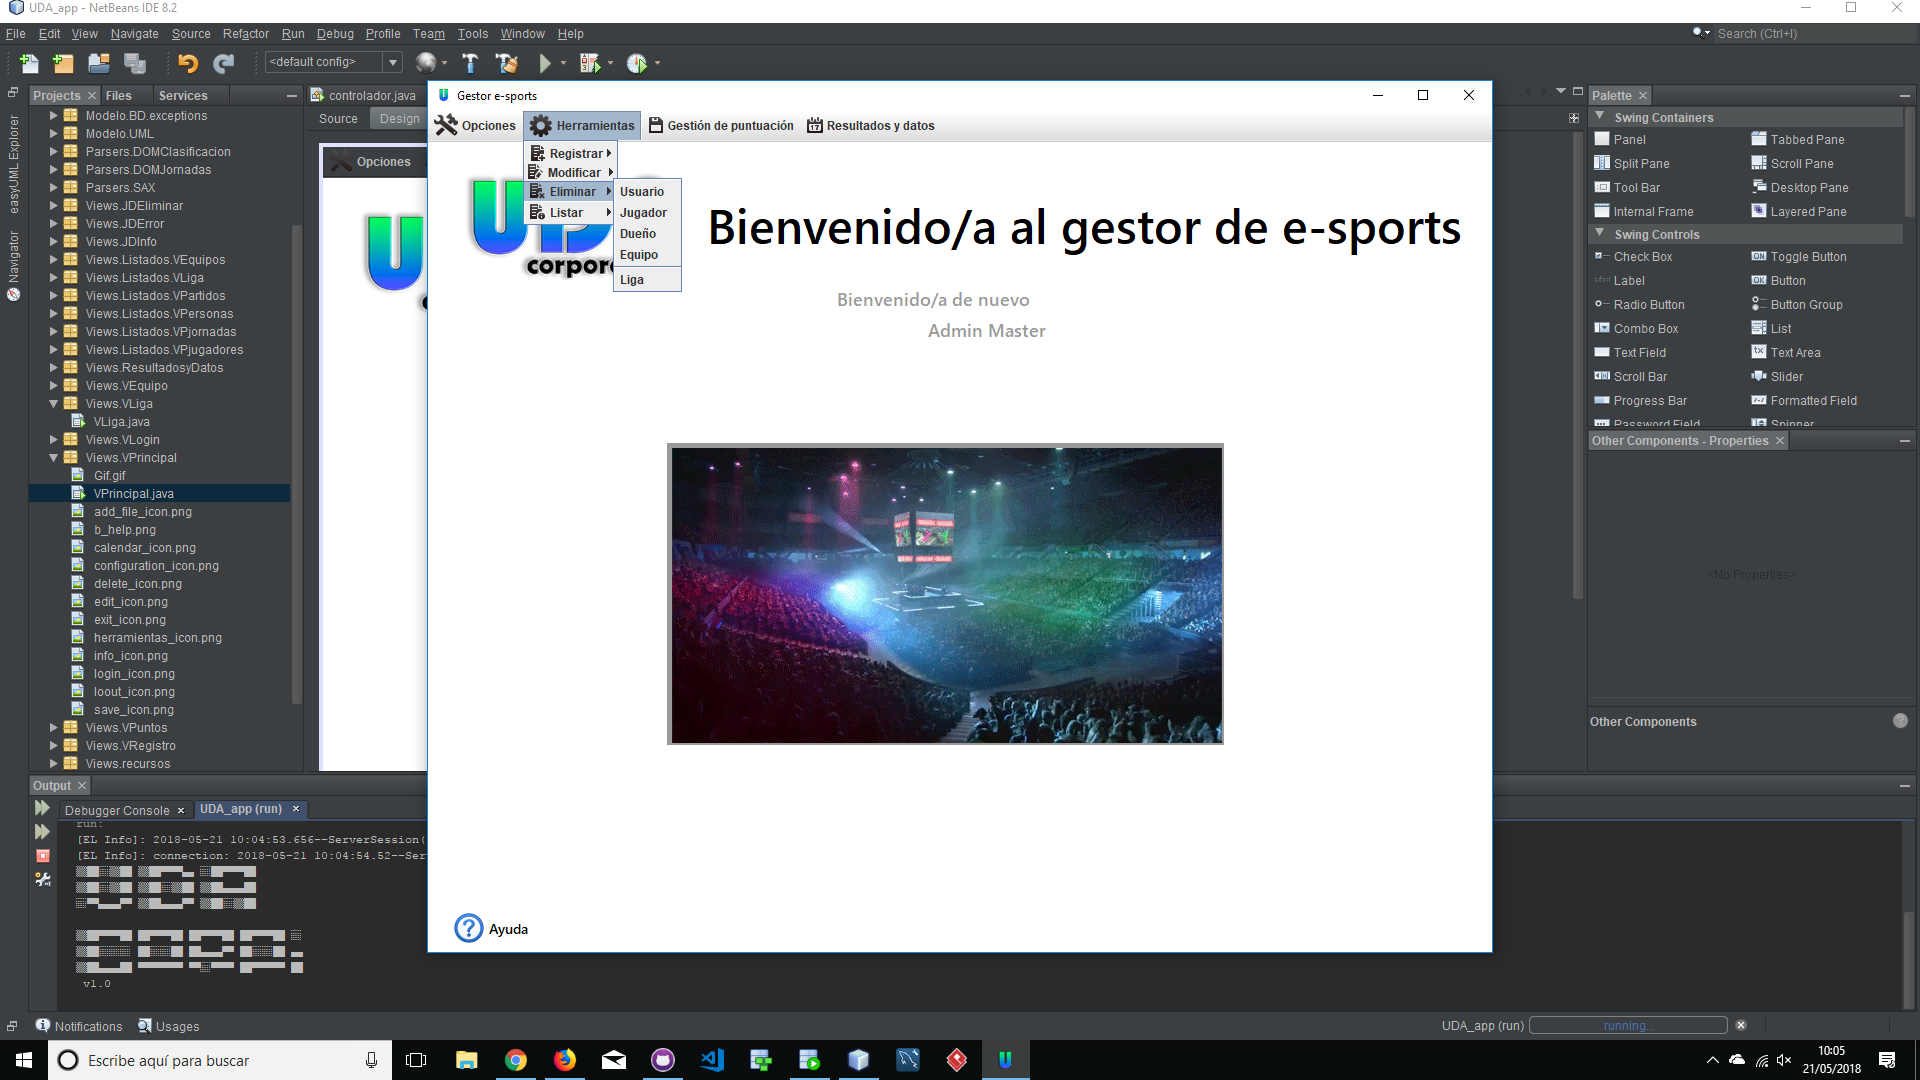 UDA_app - NetBeans IDE 8.2
File Edit View Navigate Source Refactor Run Debug Profile Team Tools Window Help
Search (Ctrl+I)
<default config>
Projects Files Services
Modelo.BD.exceptions
Modelo.UML
Parsers.DOMClasificacion
Parsers.DOMJornadas
Parsers.SAX
Views.JDEliminar
Views.JDError
Views.JDInfo
Views.Listados.VEquipos
Views.Listados.VLiga
Views.Listados.VPartidos
Views.Listados.VPersonas
Views.Listados.VPjornadas
Views.Listados.VPjugadores
Views.ResultadosyDatos
Views.VEquipo
Views.VLiga
VLiga.java
Views.VLogin
Views.VPrincipal
Gif.gif
VPrincipal.java
add_file_icon.png
b_help.png
calendar_icon.png
configuration_icon.png
delete_icon.png
edit_icon.png
exit_icon.png
herramientas_icon.png
info_icon.png
login_icon.png
loout_icon.png
save_icon.png
Views.VPuntos
Views.VRegistro
Views.recursos
easyUML Explorer
Navigator
controlador.java
Source Design
Opciones
Gestor e-sports
Opciones Herramientas Gestión de puntuación Resultados y datos
Registrar
Modificar
Eliminar
Listar
Usuario
Jugador
Dueño
Equipo
Liga
Bienvenido/a al gestor de e-sports
Bienvenido/a de nuevo
Admin Master
Ayuda
Palette
Swing Containers
Panel Tabbed Pane
Split Pane Scroll Pane
Tool Bar Desktop Pane
Internal Frame Layered Pane
Swing Controls
Check Box Toggle Button
Label Button
Radio Button Button Group
Combo Box List
Text Field Text Area
Scroll Bar Slider
Progress Bar Formatted Field
Password Field Spinner
Other Components - Properties
<No Properties>
Other Components
Output
Debugger Console UDA_app (run)
run:
[EL Info]: 2018-05-21 10:04:53.656--ServerSession(
[EL Info]: connection: 2018-05-21 10:04:54.52--Ser
v1.0
Notifications Usages
UDA_app (run) running...
Escribe aquí para buscar
10:05
21/05/2018